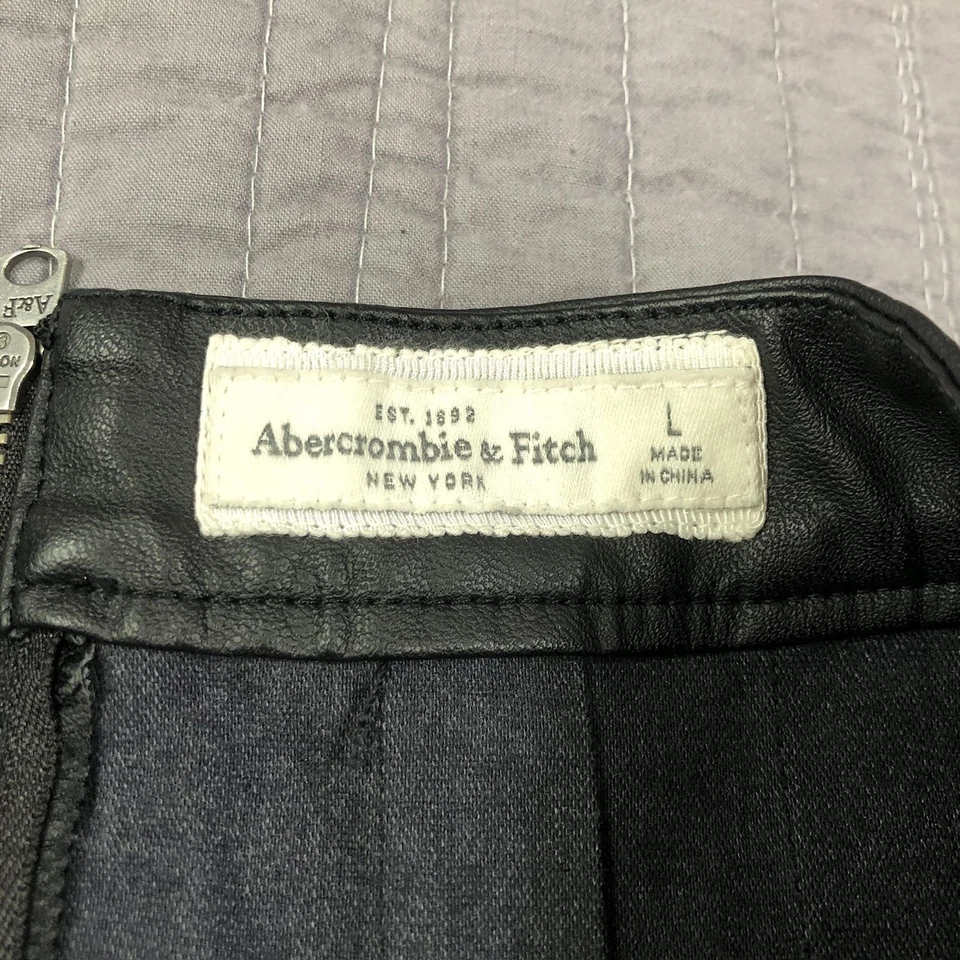 A&F
EST. 1892
Abercrombie & Fitch
NEW YORK
L
MADE
IN CHINA